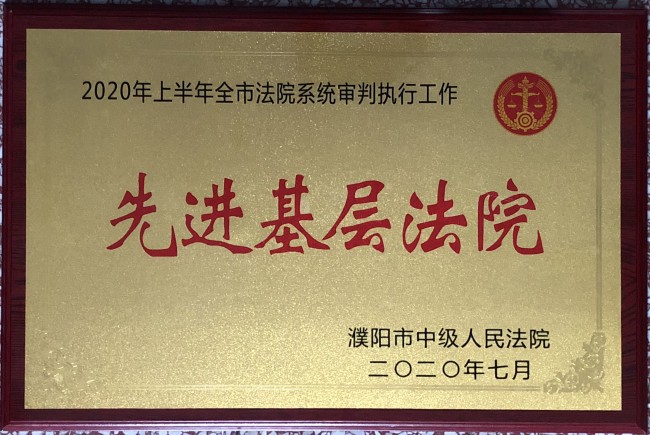 2020年上半年全市法院系统审判执行工作
先进基层法院
濮阳市中级人民法院
二〇二〇年七月